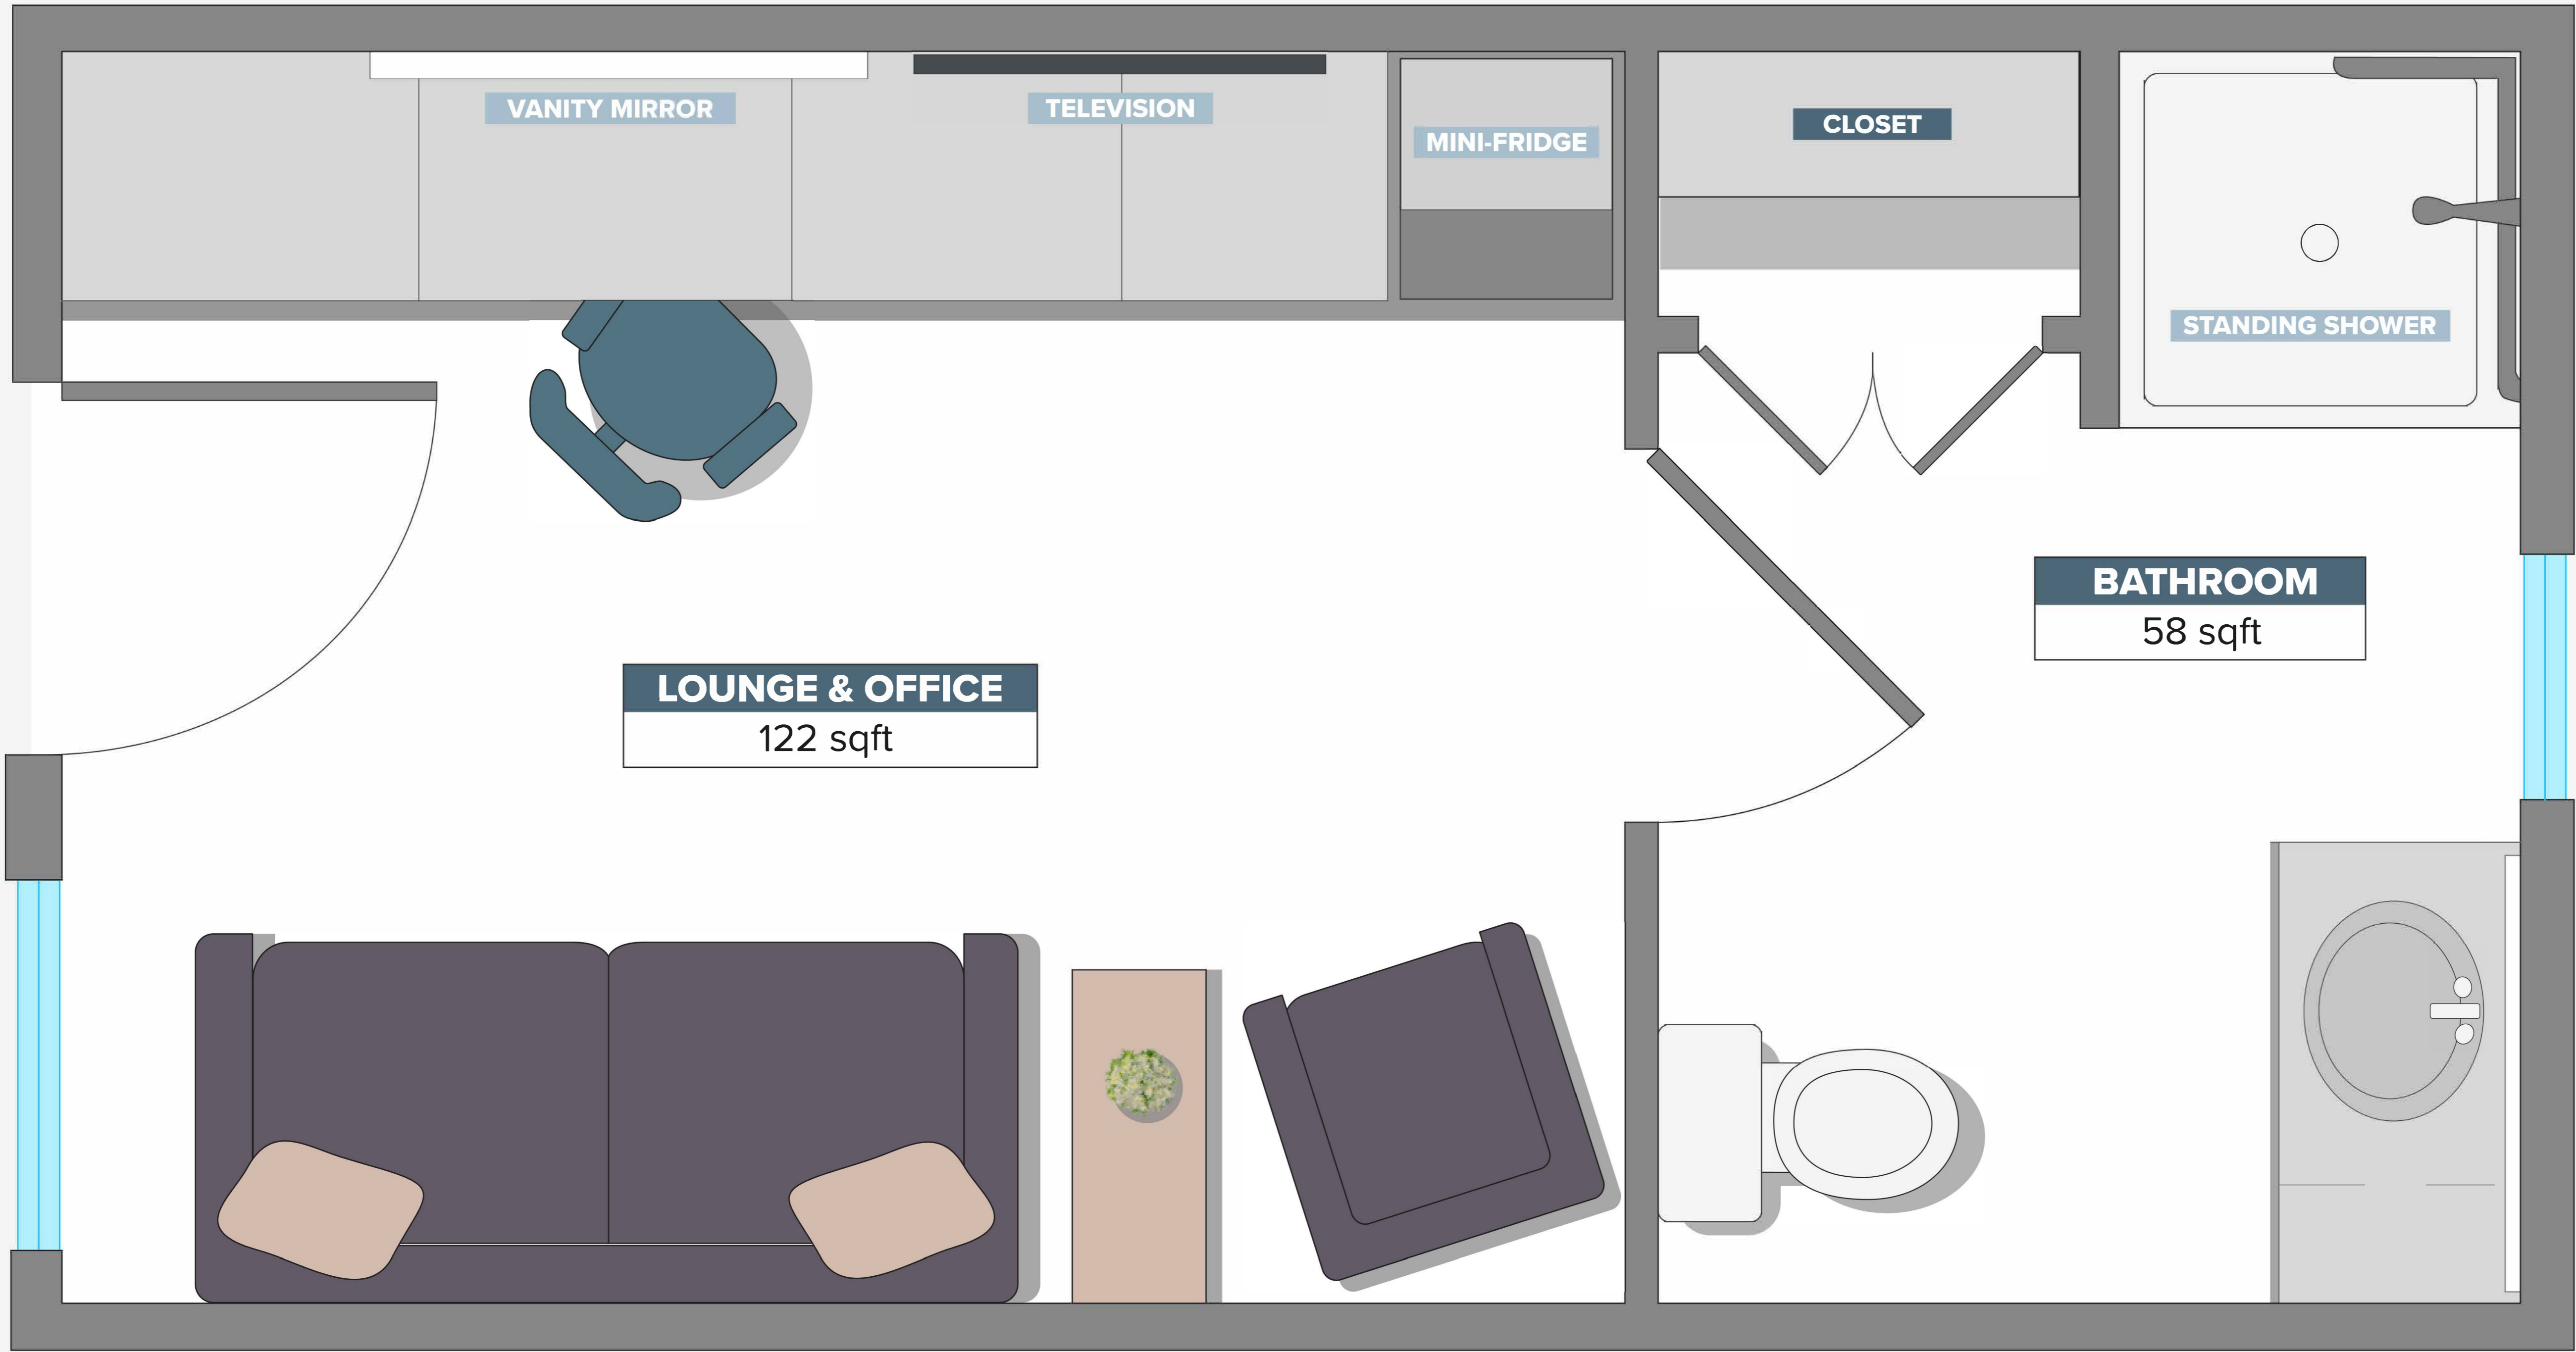 VANITY MIRROR
TELEVISION
MINI-FRIDGE
CLOSET
STANDING SHOWER
BATHROOM
58 sqft
LOUNGE & OFFICE
122 sqft